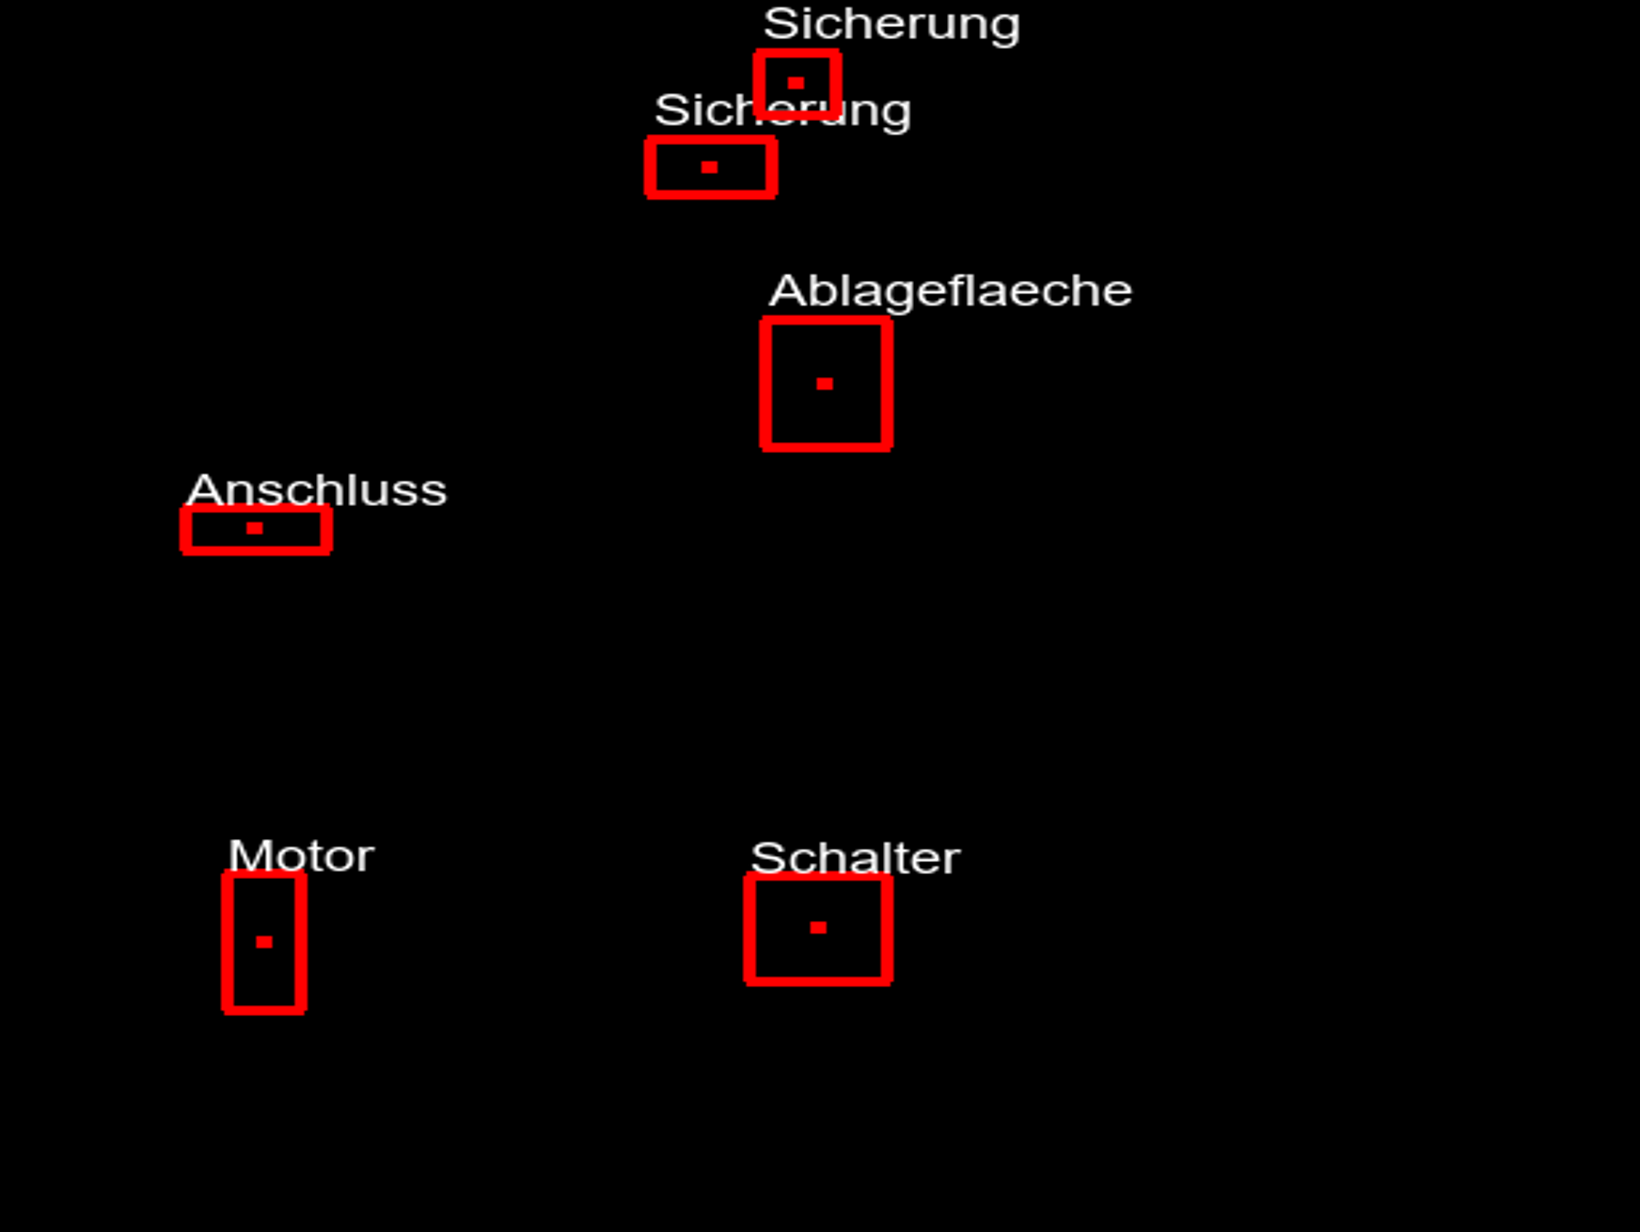 Sicherung
Sicherung
Ablageflaeche
Anschluss
Motor
Schalter